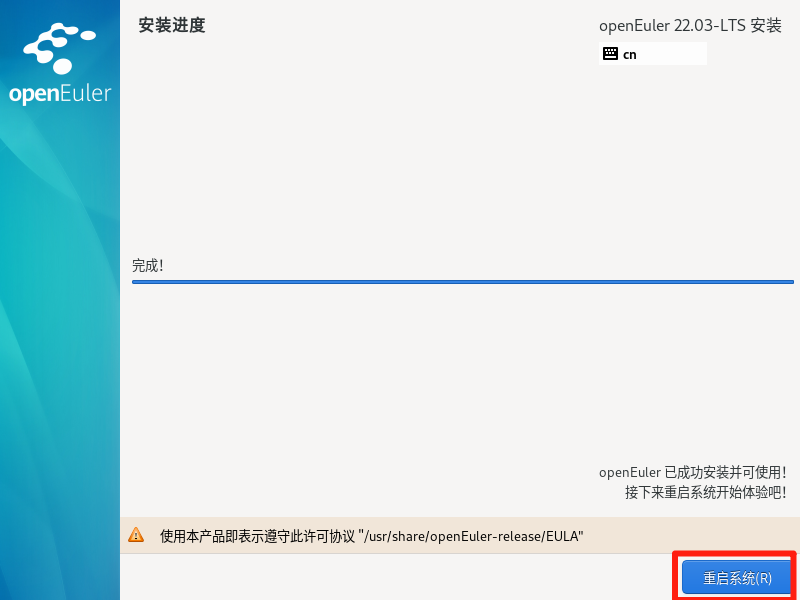 openEuler
安装进度
openEuler 22.03-LTS 安装
cn
完成!
openEuler 已成功安装并可使用!
接下来重启系统开始体验吧!
使用本产品即表示遵守此许可协议 "/usr/share/openEuler-release/EULA"
重启系统(R)